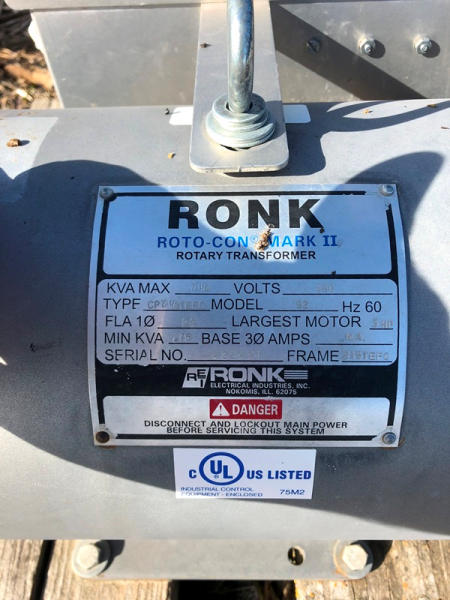 RONK
ROTO-CON MARK II
ROTARY TRANSFORMER
KVA MAX VOLTS
TYPE MODEL Hz 60
FLA 1Ø LARGEST MOTOR
MIN KVA BASE 3Ø AMPS
SERIAL NO. FRAME
REI RONK
ELECTRICAL INDUSTRIES, INC.
NOKOMIS, ILL. 62075
DANGER
DISCONNECT AND LOCKOUT MAIN POWER
BEFORE SERVICING THIS SYSTEM
C UL US LISTED
®
INDUSTRIAL CONTROL
EQUIPMENT - ENCLOSED 75M2